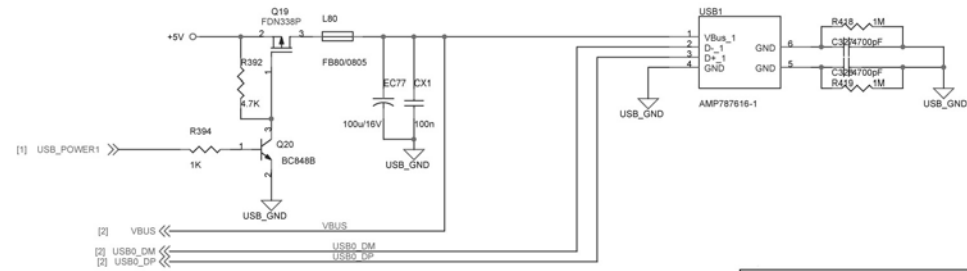 Q19
FDN338P
L80
+5V
2
3
1
FB80/0805
R392
4.7K
EC77
CX1
100u/16V
100n
USB_GND
[1] USB_POWER1
R394
1K
1
3
2
Q20
BC848B
USB_GND
[2] VBUS
VBUS
[2] USB0_DM
USB0_DM
[2] USB0_DP
USB0_DP
USB1
1
2
3
4
VBus_1
D-_1
D+_1
GND
GND
GND
6
5
AMP787616-1
USB_GND
R418
1M
4700pF
4700pF
R419
1M
USB_GND